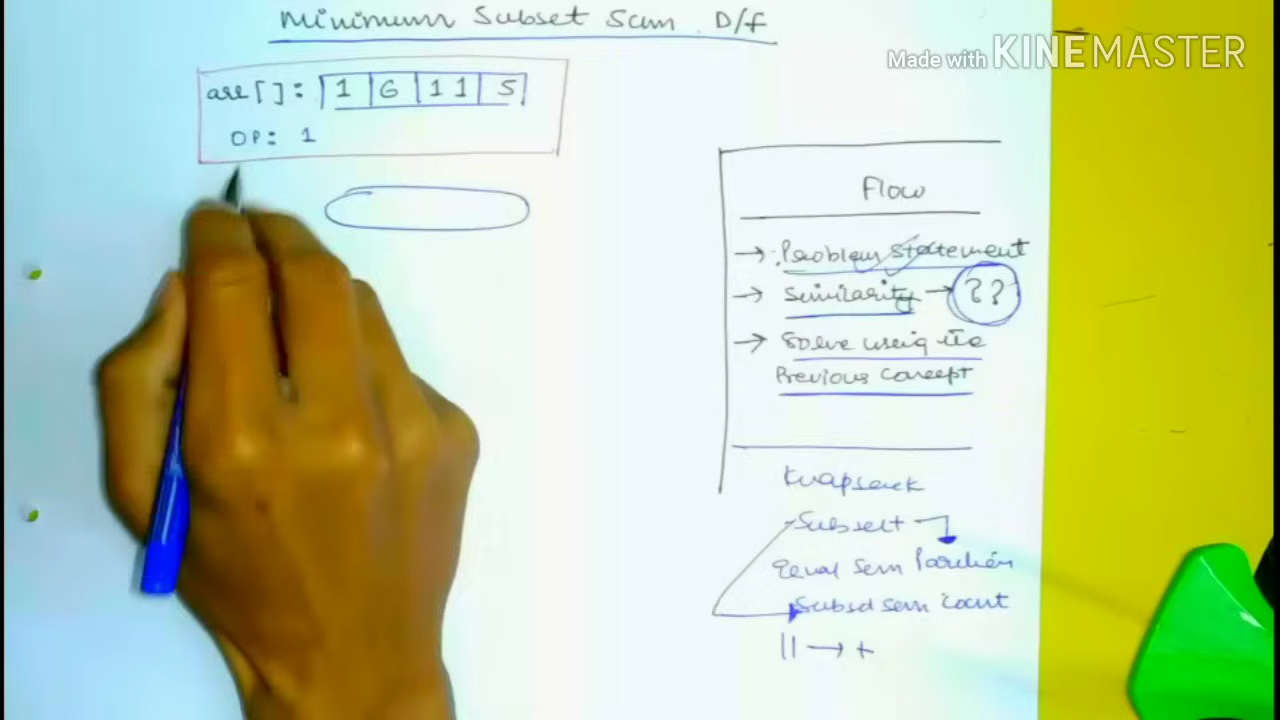 Minimum Subset Sum D/f
Made with KINEMASTER
arr[]: 1 6 11 5
OP: 1
Flow
→ Problem statement
→ Similarity → ??
→ Solve using the
Previous Concept
Knapsack
Subset
Equal Sum Partition
Subset sum count
|| → +